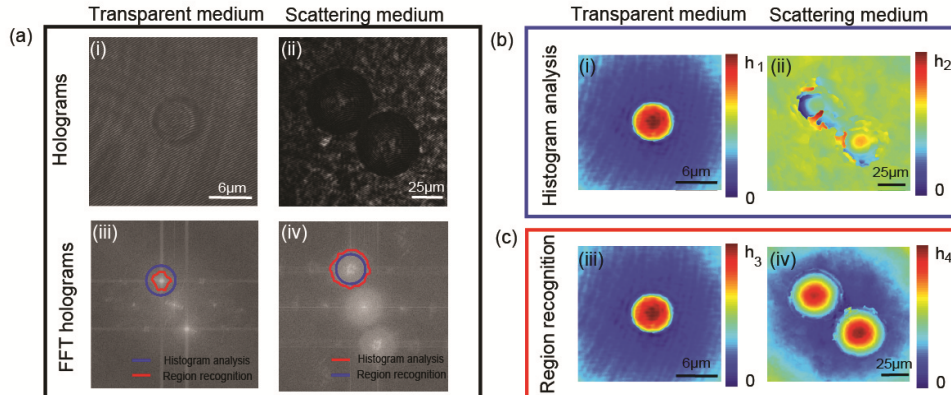 Transparent medium
Scattering medium
(a)
Holograms
(i)
6μm
(ii)
25μm
FFT holograms
(iii)
Histogram analysis
Region recognition
(iv)
Histogram analysis
Region recognition
Transparent medium
Scattering medium
(b)
Histogram analysis
(i)
6μm
h1
0
(ii)
25μm
h2
0
(c)
Region recognition
(iii)
6μm
h3
0
(iv)
25μm
h4
0